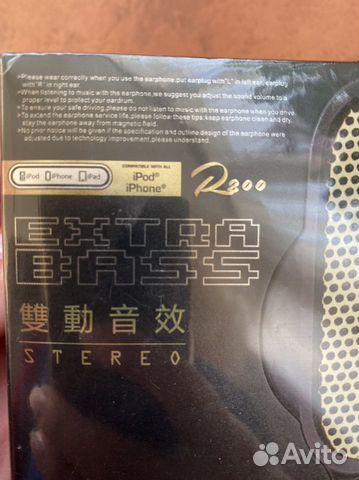 >Please wear correctly when you use the earphone.put earplug with"L"in left ear, earplug
with"R"in right ear.
>When listening to music with the earphone,we suggest you adjust the sound volume to a
proper level to protect your eardrum.
>To ensure your safe driving,please do not listen to music with the earphone when you drive
>To extend the earphone service life,please follow these tips:keep earphone clean and dry.
stay the earphone away from magnetic field.
>No prior notice will be given if the specification and outline design of the earphone were
adjusted due to technology improvement,please understand.
iPod iPhone iPad
COMPATIBLE WITH ALL
iPod®
iPhone®
R300
EXTRA
BASS
雙動音效
STEREO
Avito